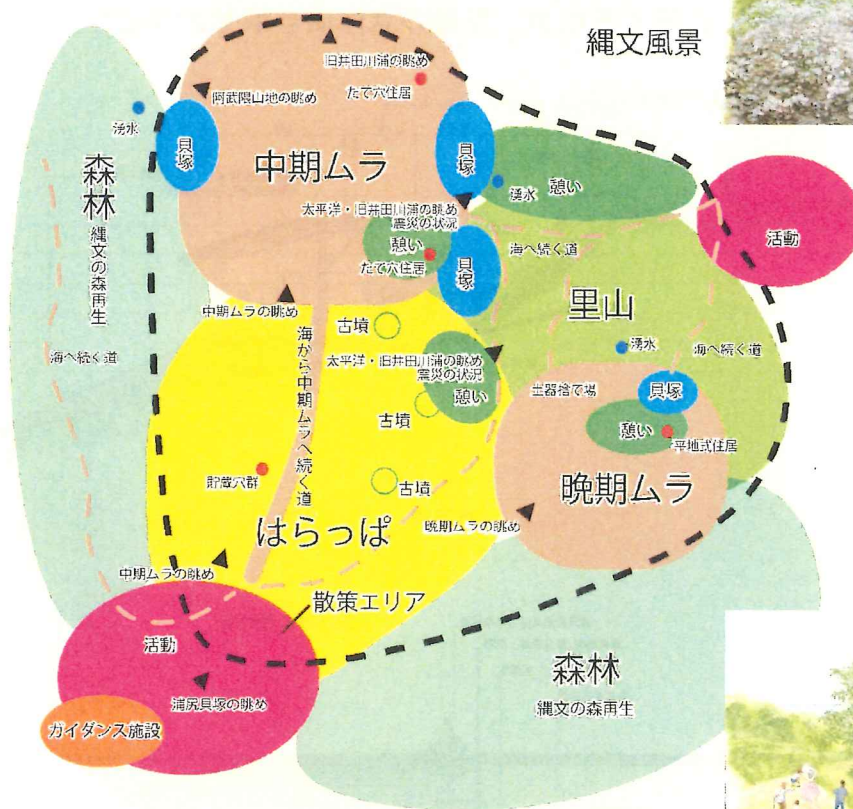 縄文風景
旧井田川浦の眺め
阿武隈山地の眺め
たて穴住居
湧水
貝塚
森林
縄文の森再生
中期ムラ
貝塚
湧水
憩い
太平洋・旧井田川浦の眺め
震災の状況
憩い
たて穴住居
活動
海へ続く道
貝塚
中期ムラの眺め
里山
古墳
海から中期ムラへ続く道
湧水
海へ続く道
海へ続く道
太平洋・旧井田川浦の眺め
震災の状況
憩い
土器捨て場
貝塚
古墳
憩い
平地式住居
貯蔵穴群
古墳
晩期ムラ
はらっぱ
晩期ムラの眺め
中期ムラの眺め
散策エリア
活動
森林
縄文の森再生
浦尻貝塚の眺め
ガイダンス施設